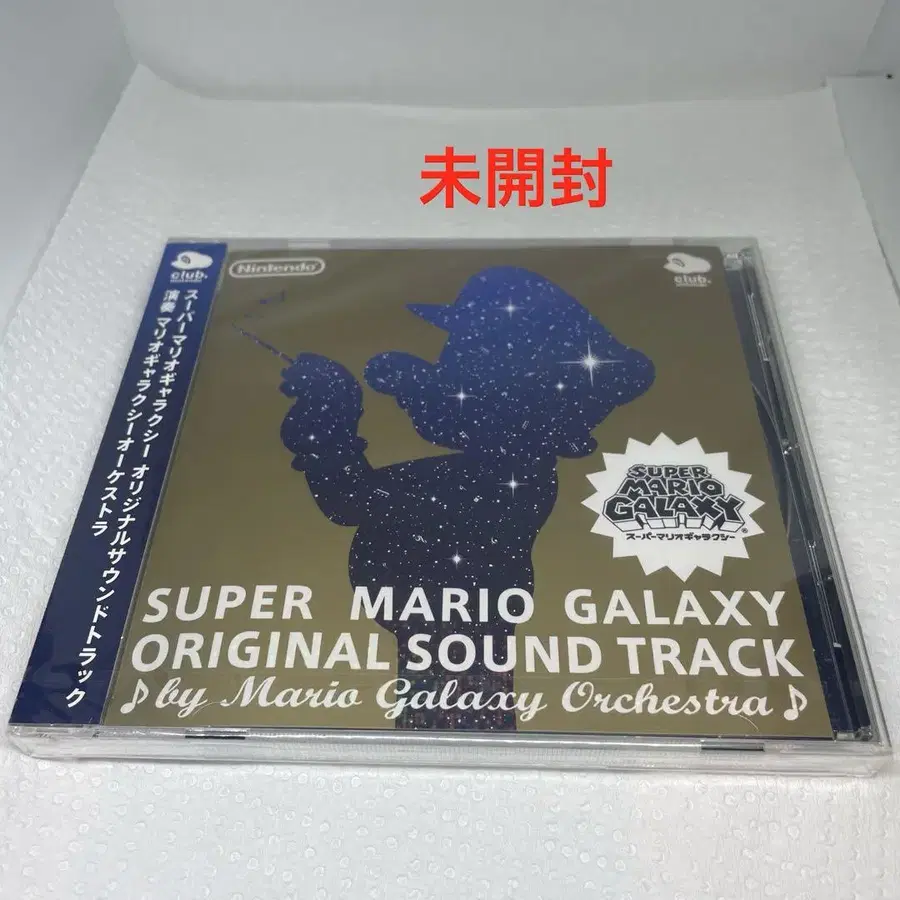 未開封
club.
スーパーマリオギャラクシー オリジナルサウンドトラック
演奏 マリオギャラクシーオーケストラ
Nintendo
club.
SUPER
MARIO
GALAXY
スーパーマリオギャラクシー
SUPER MARIO GALAXY
ORIGINAL SOUND TRACK
♪ by Mario Galaxy Orchestra ♪